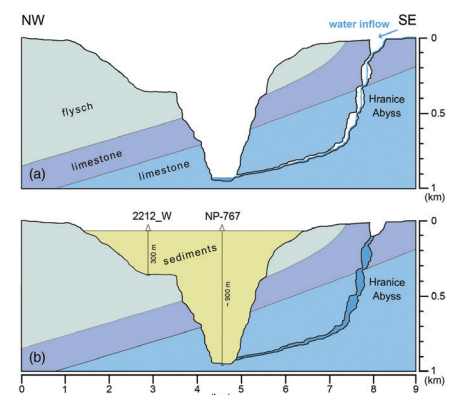 NW
water inflow
SE
0
flysch
Hranice
Abyss
0.5
limestone
limestone
(a)
1
(km)
2212_W
NP-767
0
300 m
sediments
~ 900 m
Hranice
Abyss
0.5
(b)
1
0 1 2 3 4 5 6 7 8 9
(km)